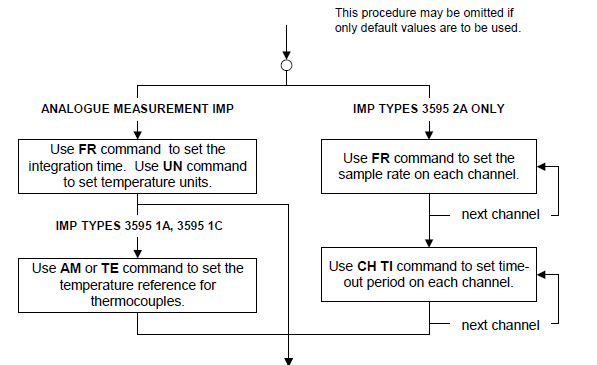 This procedure may be omitted if
only default values are to be used.
ANALOGUE MEASUREMENT IMP
IMP TYPES 3595 2A ONLY
Use FR command to set the
integration time. Use UN command
to set temperature units.
Use FR command to set the
sample rate on each channel.
next channel
IMP TYPES 3595 1A, 3595 1C
Use AM or TE command to set the
temperature reference for
thermocouples.
Use CH TI command to set time-
out period on each channel.
next channel